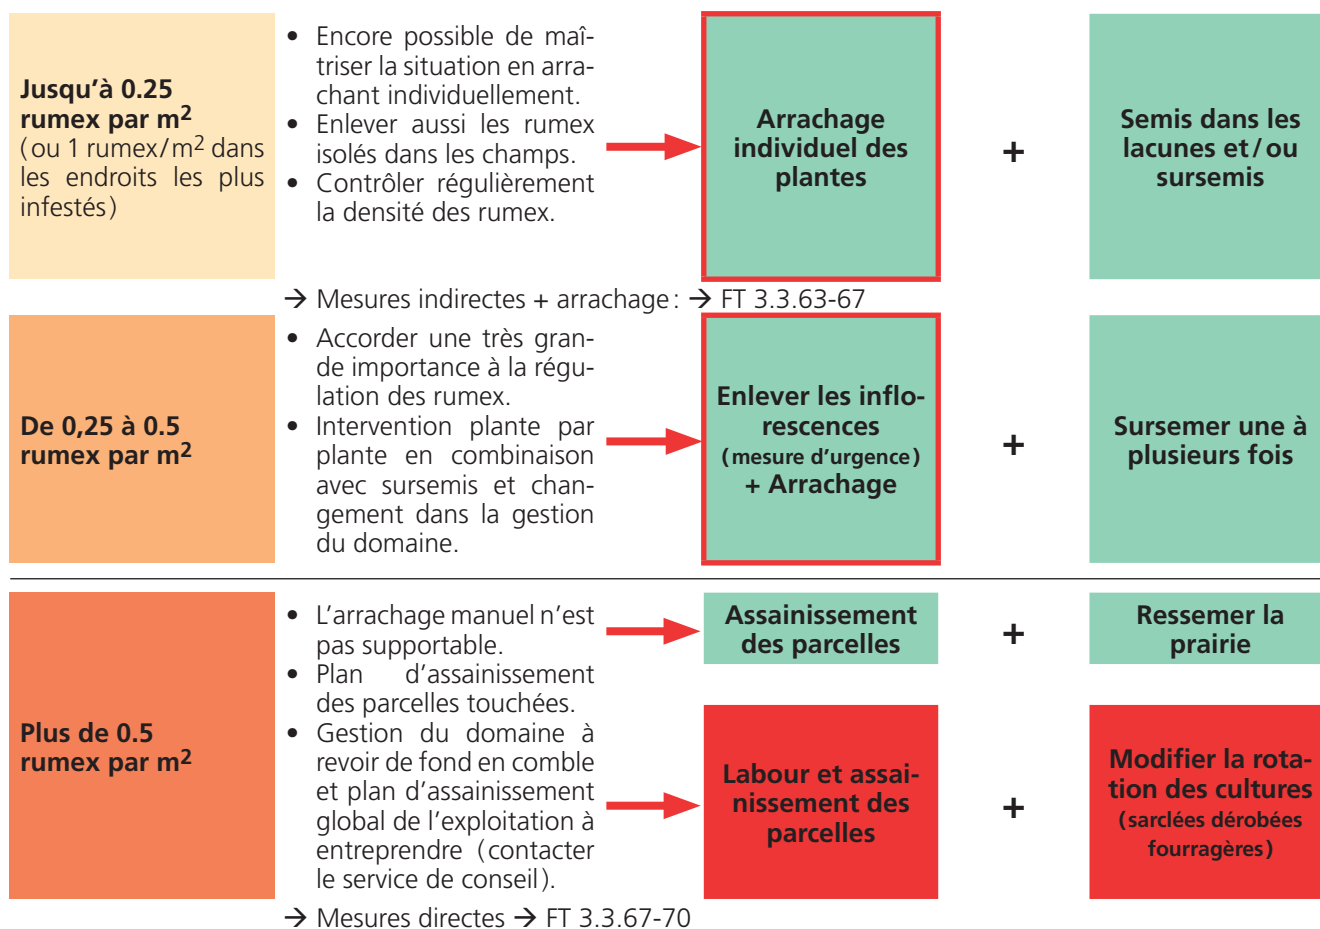 Jusqu’à 0.25
rumex par m²
(ou 1 rumex/m² dans
les endroits les plus
infestés)
• Encore possible de maî-
triser la situation en arra-
chant individuellement.
• Enlever aussi les rumex
isolés dans les champs.
• Contrôler régulièrement
la densité des rumex.
Arrachage
individuel des
plantes
+
Semis dans les
lacunes et/ou
sursemis
→ Mesures indirectes + arrachage: → FT 3.3.63-67
De 0,25 à 0.5
rumex par m²
• Accorder une très gran-
de importance à la régu-
lation des rumex.
• Intervention plante par
plante en combinaison
avec sursemis et chan-
gement dans la gestion
du domaine.
Enlever les inflo-
rescences
(mesure d’urgence)
+ Arrachage
+
Sursemer une à
plusieurs fois
Plus de 0.5
rumex par m²
• L’arrachage manuel n’est
pas supportable.
• Plan d’assainissement
des parcelles touchées.
• Gestion du domaine à
revoir de fond en comble
et plan d’assainissement
global de l’exploitation à
entreprendre (contacter
le service de conseil).
Assainissement
des parcelles
+
Ressemer la
prairie
Labour et assai-
nissement des
parcelles
+
Modifier la rota-
tion des cultures
(sarclées dérobées
fourragères)
→ Mesures directes → FT 3.3.67-70